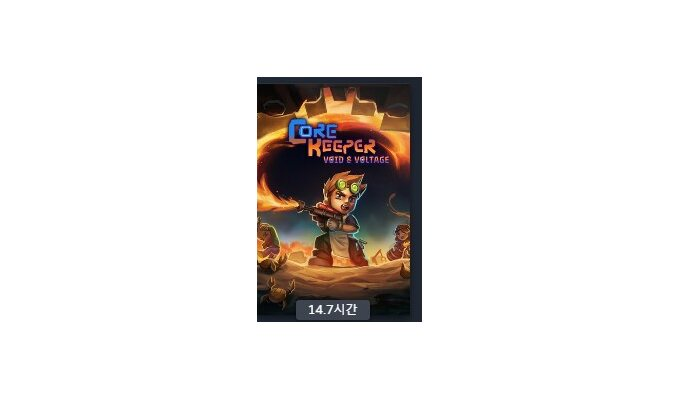 CORE
KEEPER
VOID & VOLTAGE
14.7시간